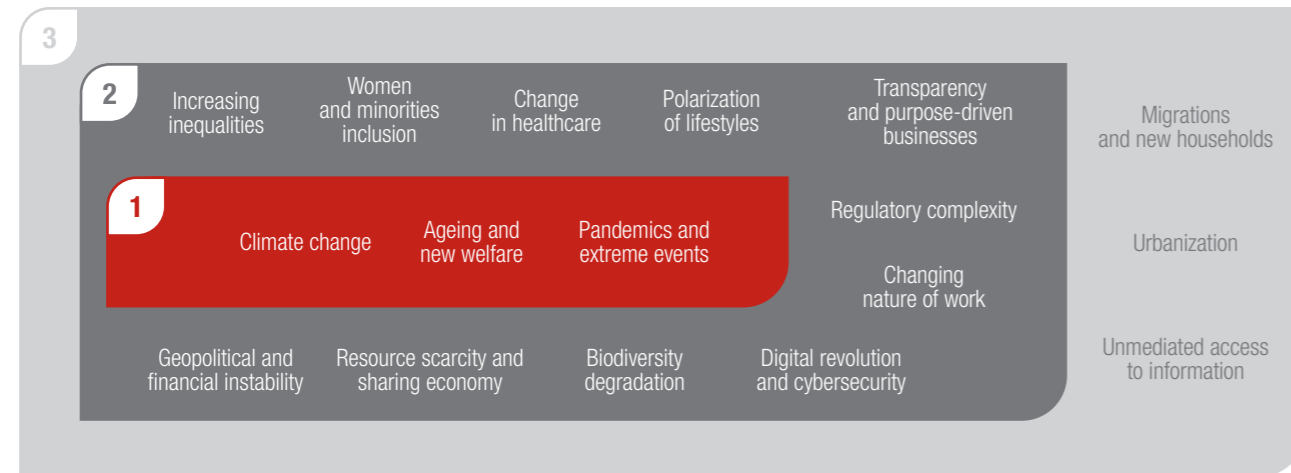 3
2
Increasing
inequalities
Women
and minorities
inclusion
Change
in healthcare
Polarization
of lifestyles
Transparency
and purpose-driven
businesses
Migrations
and new households
1
Climate change
Ageing and
new welfare
Pandemics and
extreme events
Regulatory complexity
Urbanization
Changing
nature of work
Geopolitical and
financial instability
Resource scarcity and
sharing economy
Biodiversity
degradation
Digital revolution
and cybersecurity
Unmediated access
to information